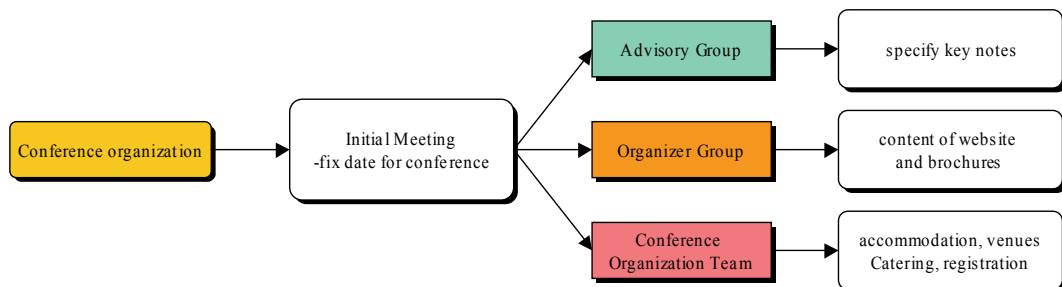 Conference organization
Initial Meeting
-fix date for conference
Advisory Group
specify key notes
Organizer Group
content of website
and brochures
Conference
Organization Team
accommodation, venues
Catering, registration